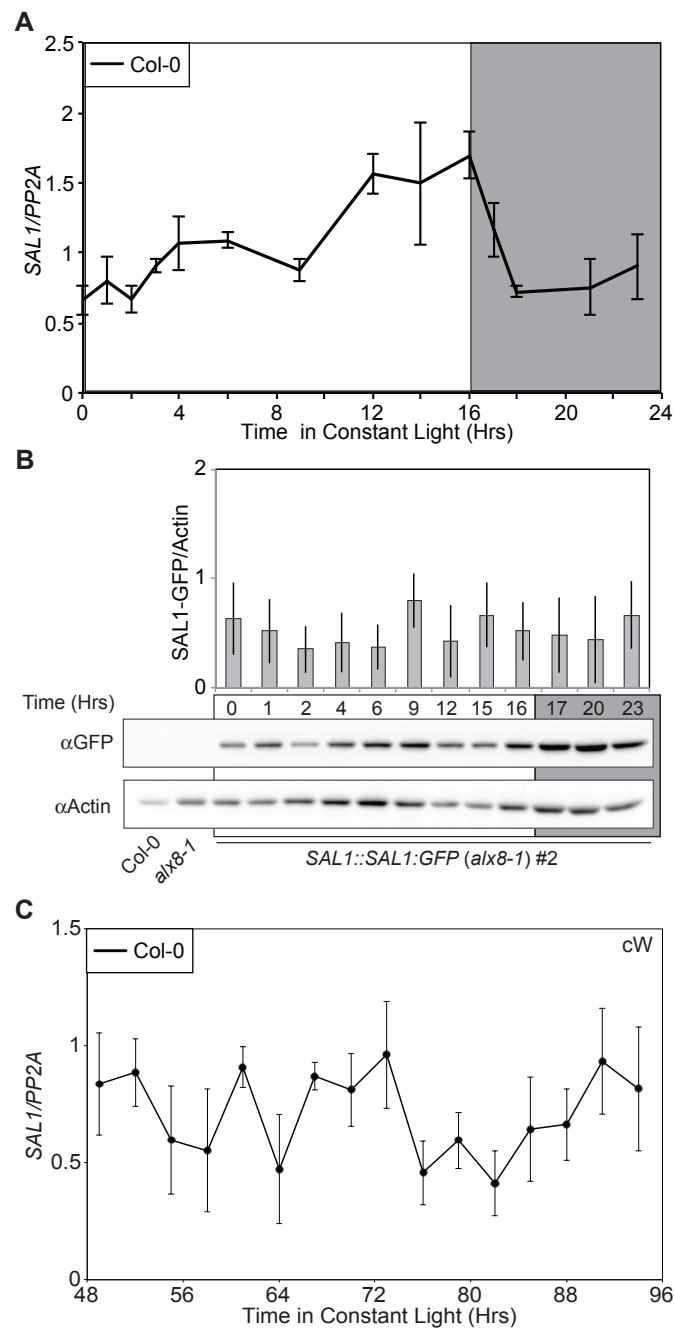 A
2.5
2
1.5
1
0.5
0
SAL1/PP2A
Col-0
0 4 8 12 16 20 24
Time in Constant Light (Hrs)
B
2
1
0
SAL1-GFP/Actin
Time (Hrs) 0 1 2 4 6 9 12 15 16 17 20 23
αGFP
αActin
Col-0
alx8-1
SAL1::SAL1:GFP (alx8-1) #2
C
1.5
1
0.5
0
SAL1/PP2A
Col-0
cW
48 56 64 72 80 88 96
Time in Constant Light (Hrs)